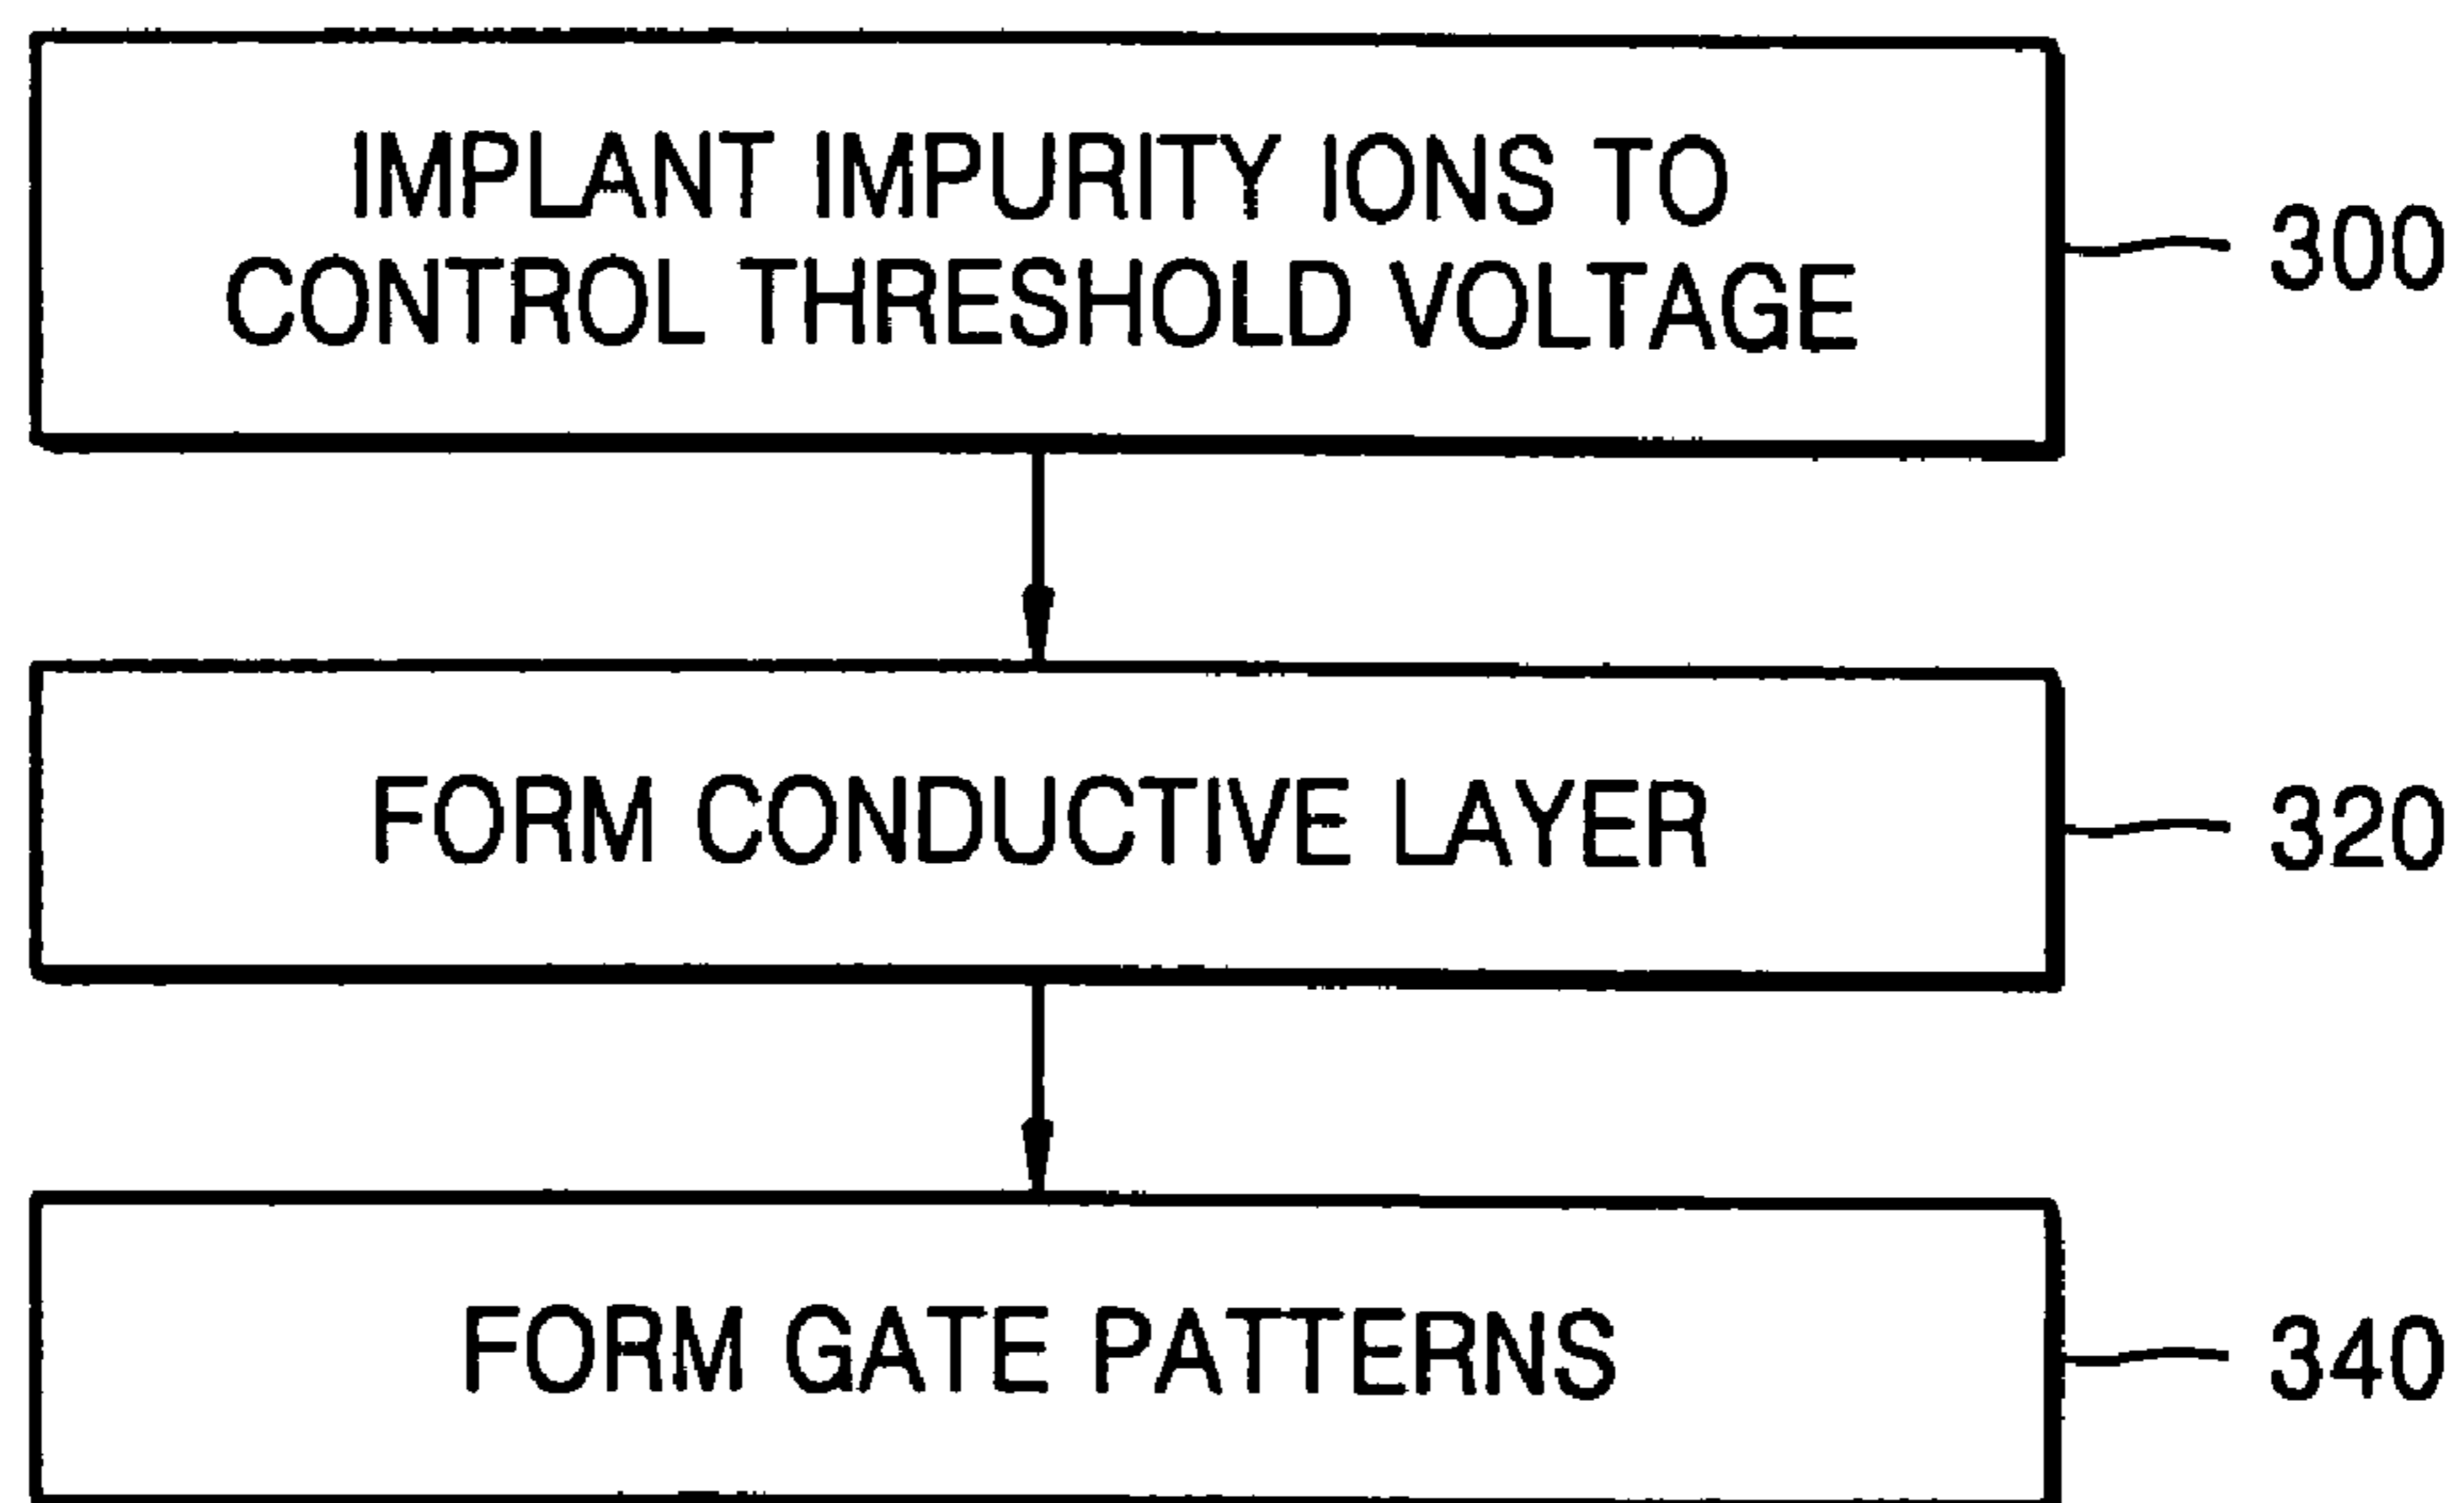 IMPLANT IMPURITY IONS TO
CONTROL THRESHOLD VOLTAGE
300
FORM CONDUCTIVE LAYER
320
FORM GATE PATTERNS
340